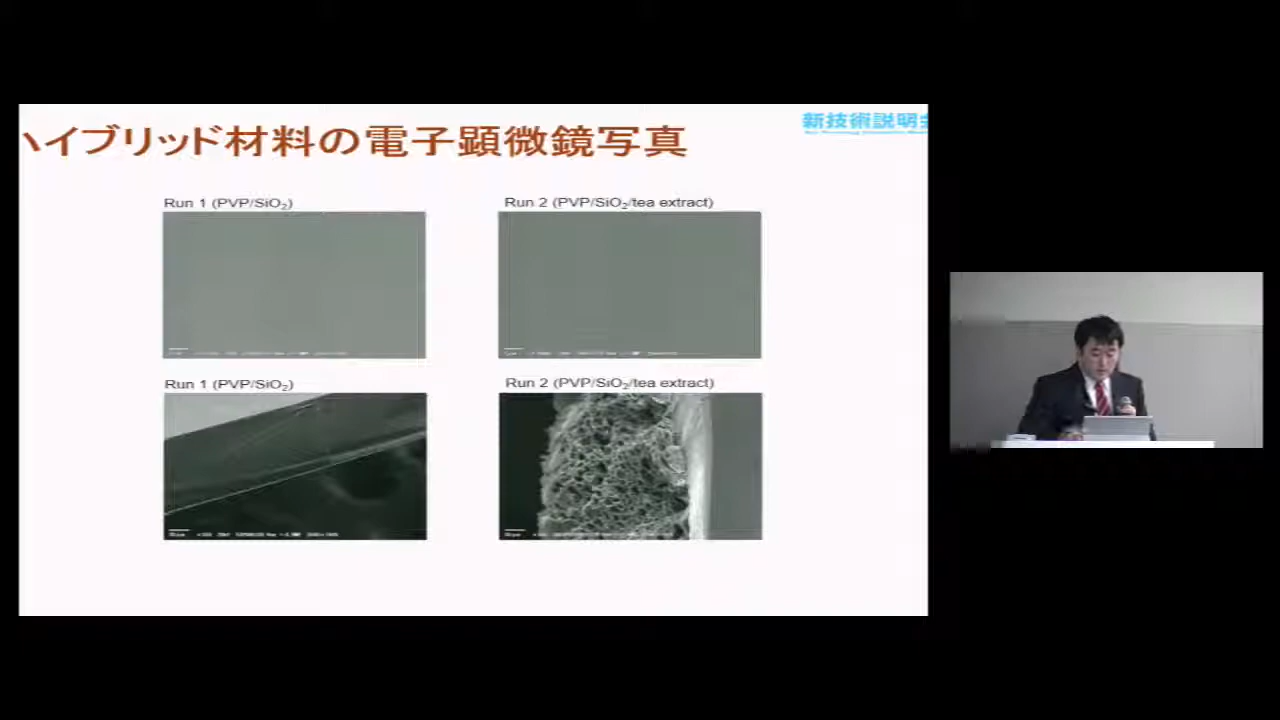 ハイブリッド材料の電子顕微鏡写真
新技術説明会
Run 1 (PVP/SiO₂)
Run 2 (PVP/SiO₂/tea extract)
Run 1 (PVP/SiO₂)
Run 2 (PVP/SiO₂/tea extract)